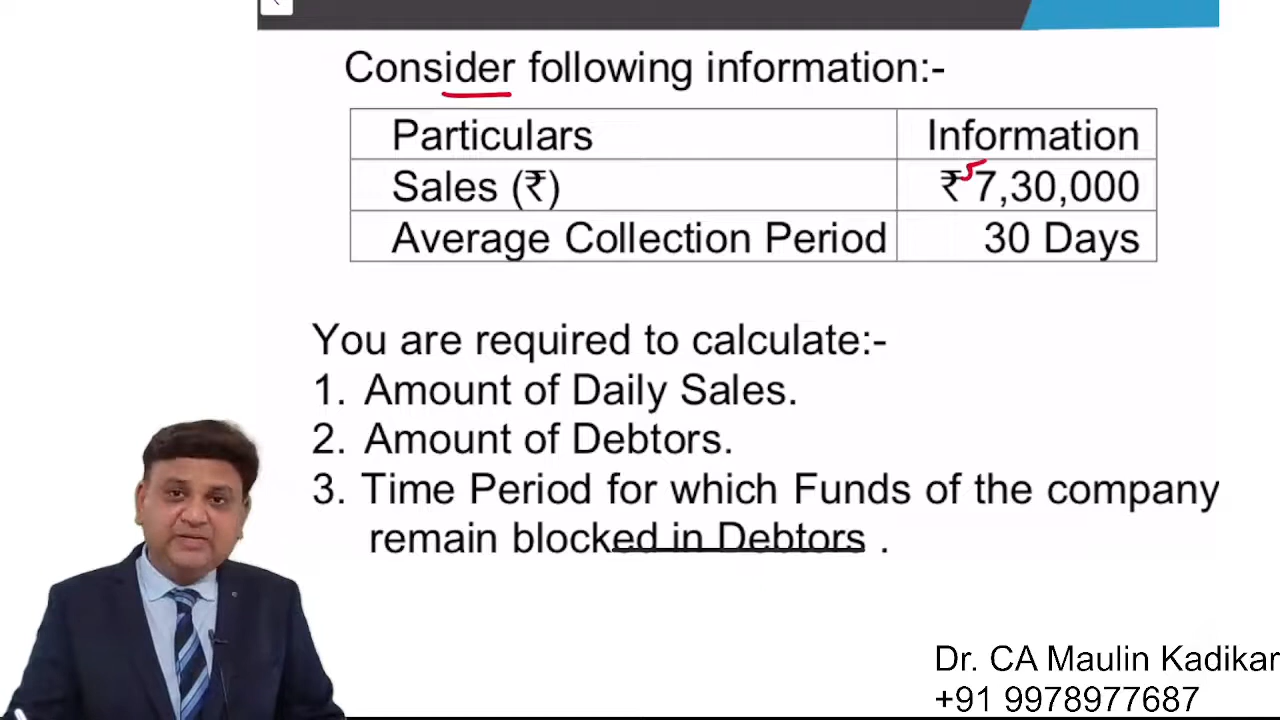 Consider following information:-
Particulars Information
Sales (₹) ₹ 7,30,000
Average Collection Period 30 Days
You are required to calculate:-
1. Amount of Daily Sales.
2. Amount of Debtors.
3. Time Period for which Funds of the company
remain blocked in Debtors .
Dr. CA Maulin Kadikar
+91 9978977687